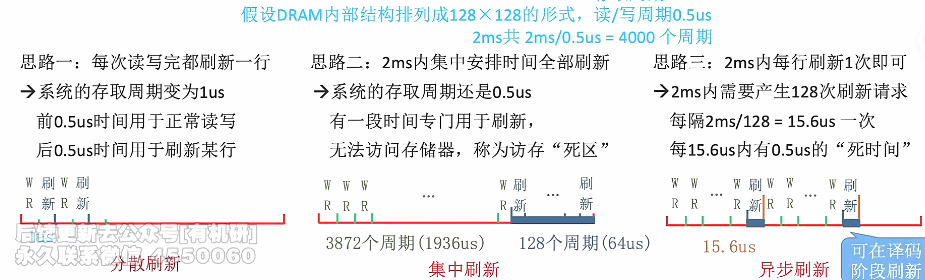 假设DRAM内部结构排列成128×128的形式，读/写周期0.5us
2ms共 2ms/0.5us = 4000 个周期
思路一：每次读写完都刷新一行
→系统的存取周期变为1us
前0.5us时间用于正常读写
后0.5us时间用于刷新某行
W R 刷新 W R 刷新
1us
分散刷新
思路二：2ms内集中安排时间全部刷新
→系统的存取周期还是0.5us
有一段时间专门用于刷新，
无法访问存储器，称为访存“死区”
W R W R W R … W R 刷新 … 刷新
3872个周期(1936us) 128个周期(64us)
集中刷新
思路三：2ms内每行刷新1次即可
→2ms内需要产生128次刷新请求
每隔2ms/128 = 15.6us 一次
每15.6us内有0.5us的“死时间”
W R W R … W R 刷新 W R W R … 刷新
15.6us
异步刷新
可在译码
阶段刷新
后续更新去公众号[有机研]